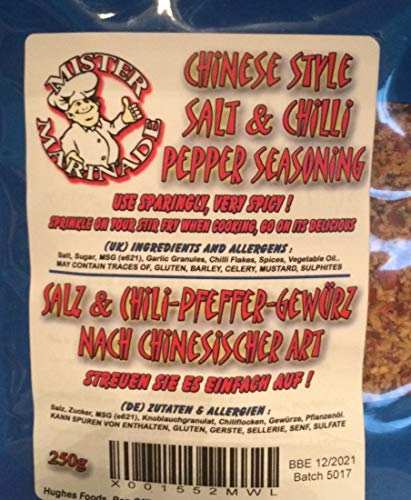 MISTER
MARINADE
CHINESE STYLE
SALT & CHILLI
PEPPER SEASONING
USE SPARINGLY, VERY SPICY !
SPRINKLE ON YOUR STIR FRY WHEN COOKING, GO ON ITS DELICIOUS
(UK) INGREDIENTS AND ALLERGENS :
Salt, Sugar, MSG (e621), Garlic Granules, Chilli Flakes, Spices, Vegetable Oil..
MAY CONTAIN TRACES OF, GLUTEN, BARLEY, CELERY, MUSTARD, SULPHITES
SALZ & CHILI-PFEFFER-GEWÜRZ
NACH CHINESISCHER ART
STREUEN SIE ES EINFACH AUF !
(DE) ZUTATEN & ALLERGIEN :
Salz, Zucker, MSG (e621), Knoblauchgranulat, Chiliflocken, Gewürze, Pflanzenöl.
KANN SPUREN VON ENTHALTEN, GLUTEN, GERSTE, SELLERIE, SENF, SULFATE
250g
X001552MWL
BBE 12/2021
Batch 5017
Hughes Foods,